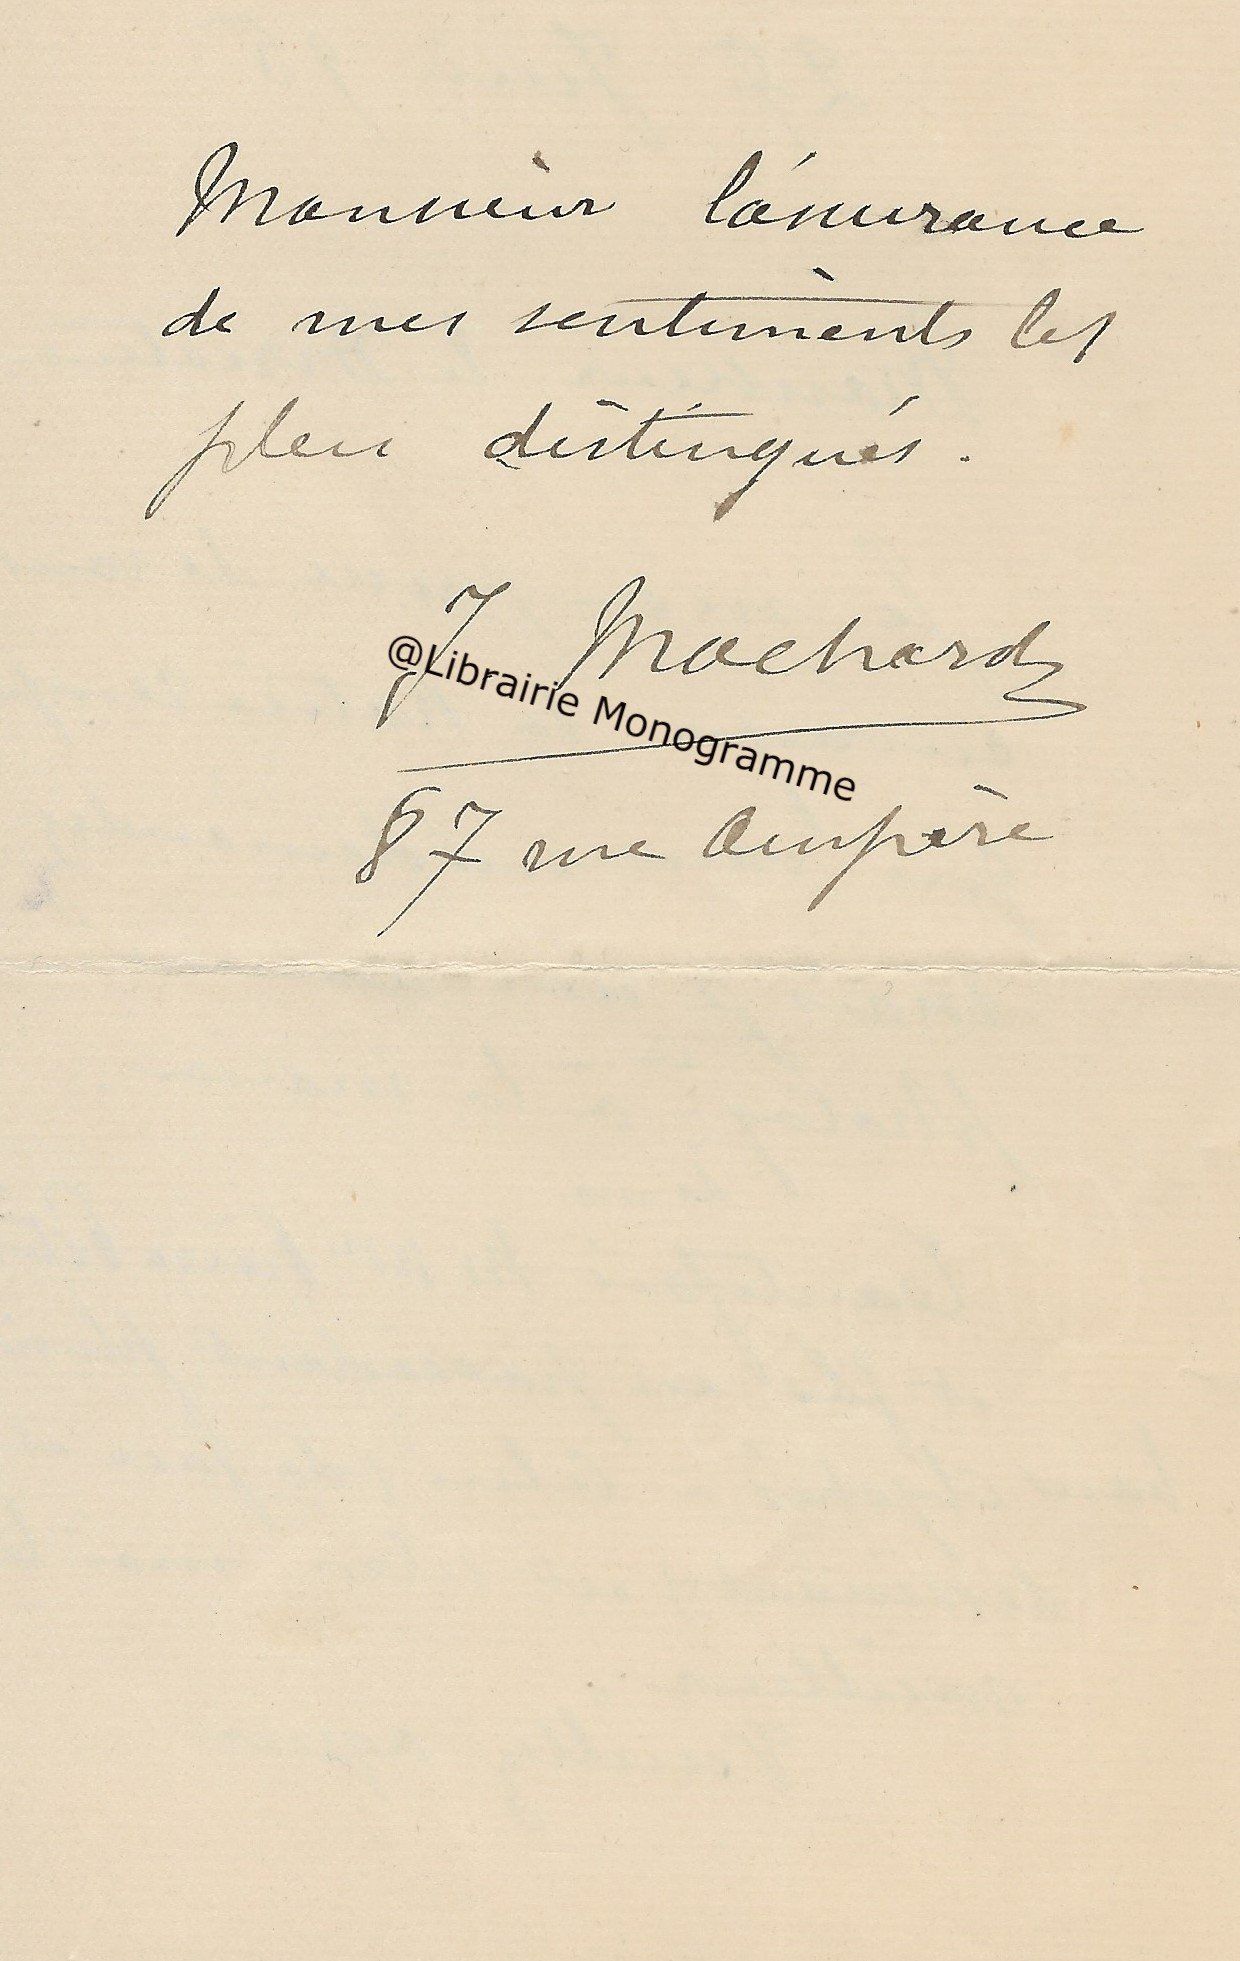 Monsieur l'assurance
de mes sentiments les
plus distingués.
J Machard
@Librairie Monogramme
87 rue Ampère